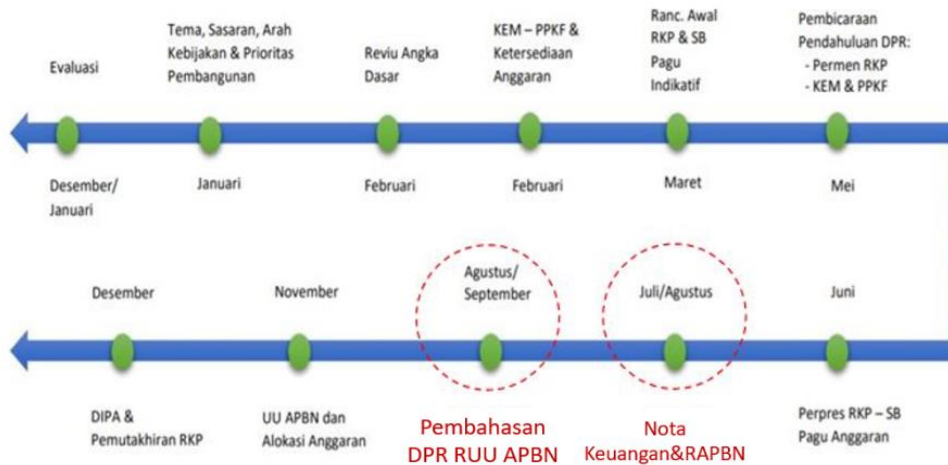 Evaluasi
Tema, Sasaran, Arah
Kebijakan & Prioritas
Pembangunan
Reviu Angka
Dasar
KEM – PPKF &
Ketersediaan
Anggaran
Ranc. Awal
RKP & SB
Pagu
Indikatif
Pembicaraan
Pendahuluan DPR:
- Permen RKP
- KEM & PPKF
Desember/
Januari
Januari
Februari
Februari
Maret
Mei
Desember
November
Agustus/
September
Juli/Agustus
Juni
DIPA &
Pemutakhiran RKP
UU APBN dan
Alokasi Anggaran
Pembahasan
DPR RUU APBN
Nota
Keuangan&RAPBN
Perpres RKP – SB
Pagu Anggaran